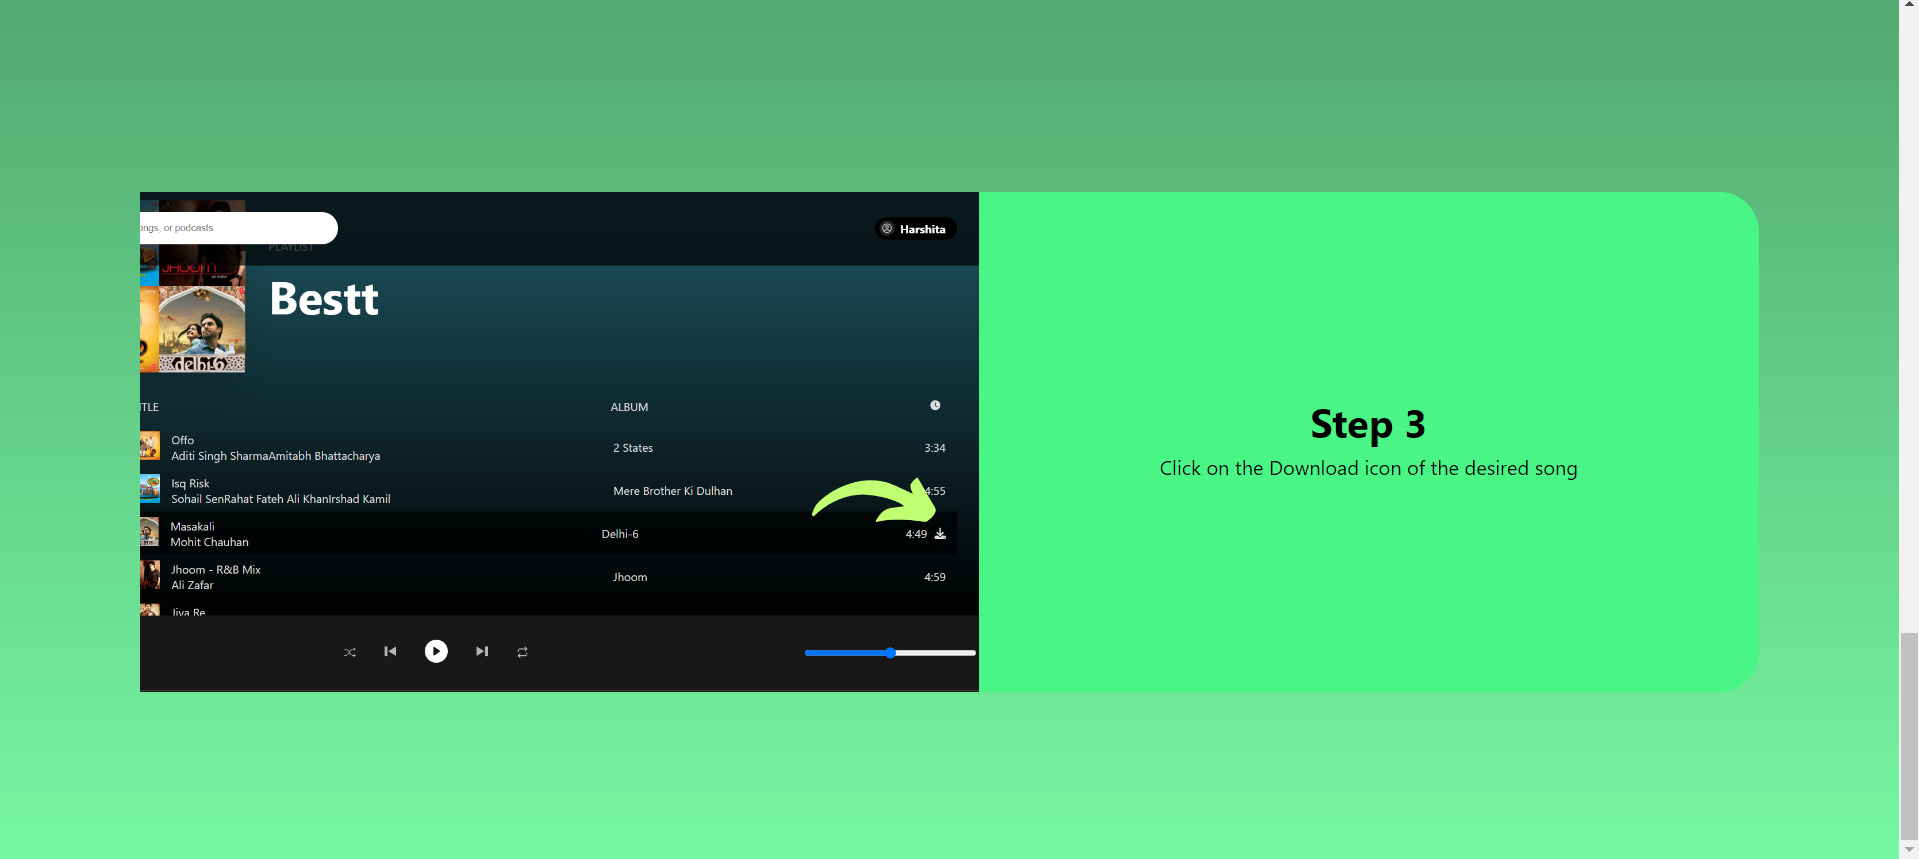 ongs, or podcasts
Harshita
PLAYLIST
JHOOM
Bestt
delhi-6
TLE
ALBUM
Offo
Aditi Singh SharmaAmitabh Bhattacharya
2 States
3:34
Isq Risk
Sohail SenRahat Fateh Ali KhanIrshad Kamil
Mere Brother Ki Dulhan
4:55
Masakali
Mohit Chauhan
Delhi-6
4:49
Jhoom - R&B Mix
Ali Zafar
Jhoom
4:59
Jiya Re
Step 3
Click on the Download icon of the desired song